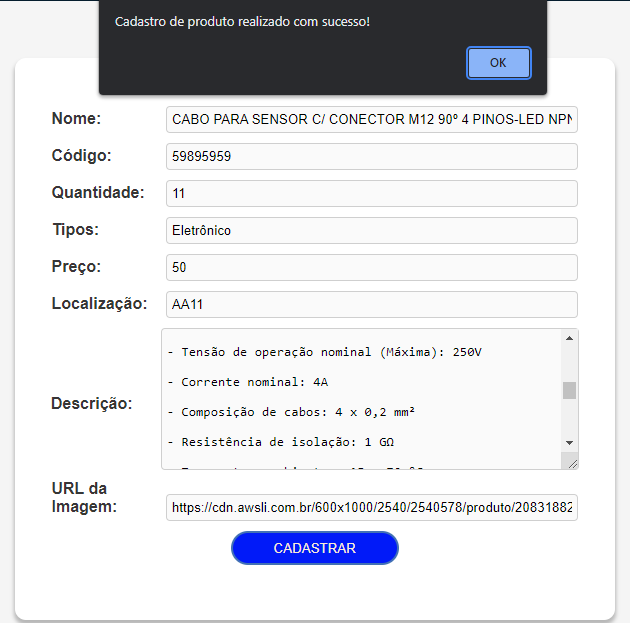 Cadastro de produto realizado com sucesso!
OK
Nome: CABO PARA SENSOR C/ CONECTOR M12 90º 4 PINOS-LED NPN
Código: 59895959
Quantidade: 11
Tipos: Eletrônico
Preço: 50
Localização: AA11
Descrição:
- Tensão de operação nominal (Máxima): 250V
- Corrente nominal: 4A
- Composição de cabos: 4 x 0,2 mm²
- Resistência de isolação: 1 GΩ
URL da
Imagem: https://cdn.awsli.com.br/600x1000/2540/2540578/produto/20831882
CADASTRAR